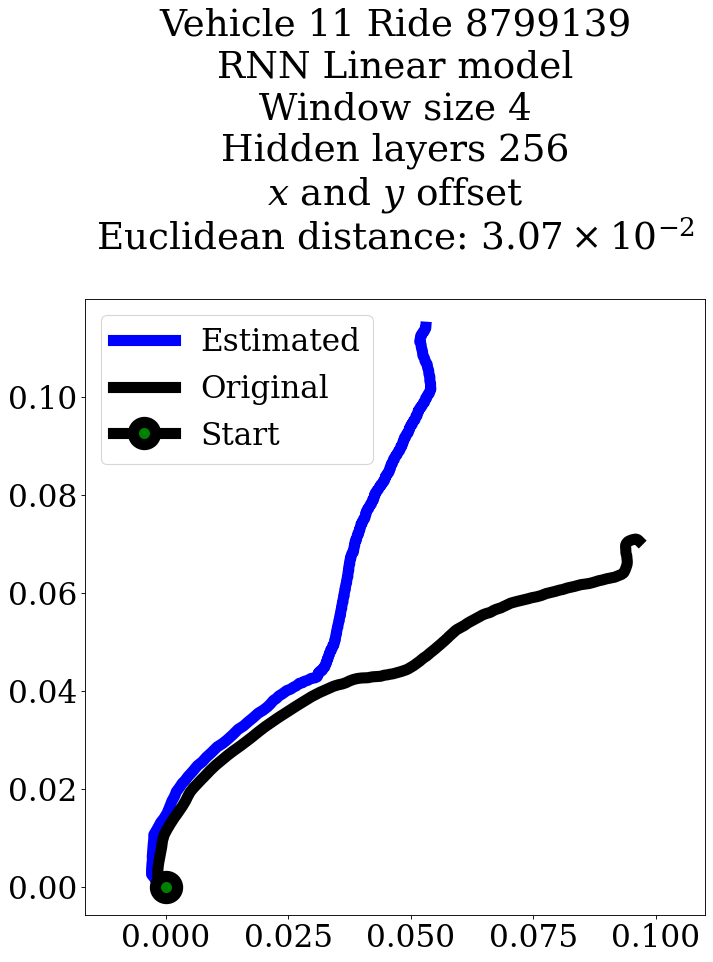 Vehicle 11 Ride 8799139
RNN Linear model
Window size 4
Hidden layers 256
x and y offset
Euclidean distance: 3.07 × 10⁻²
Estimated
Original
Start
0.10
0.08
0.06
0.04
0.02
0.00
0.000 0.025 0.050 0.075 0.100